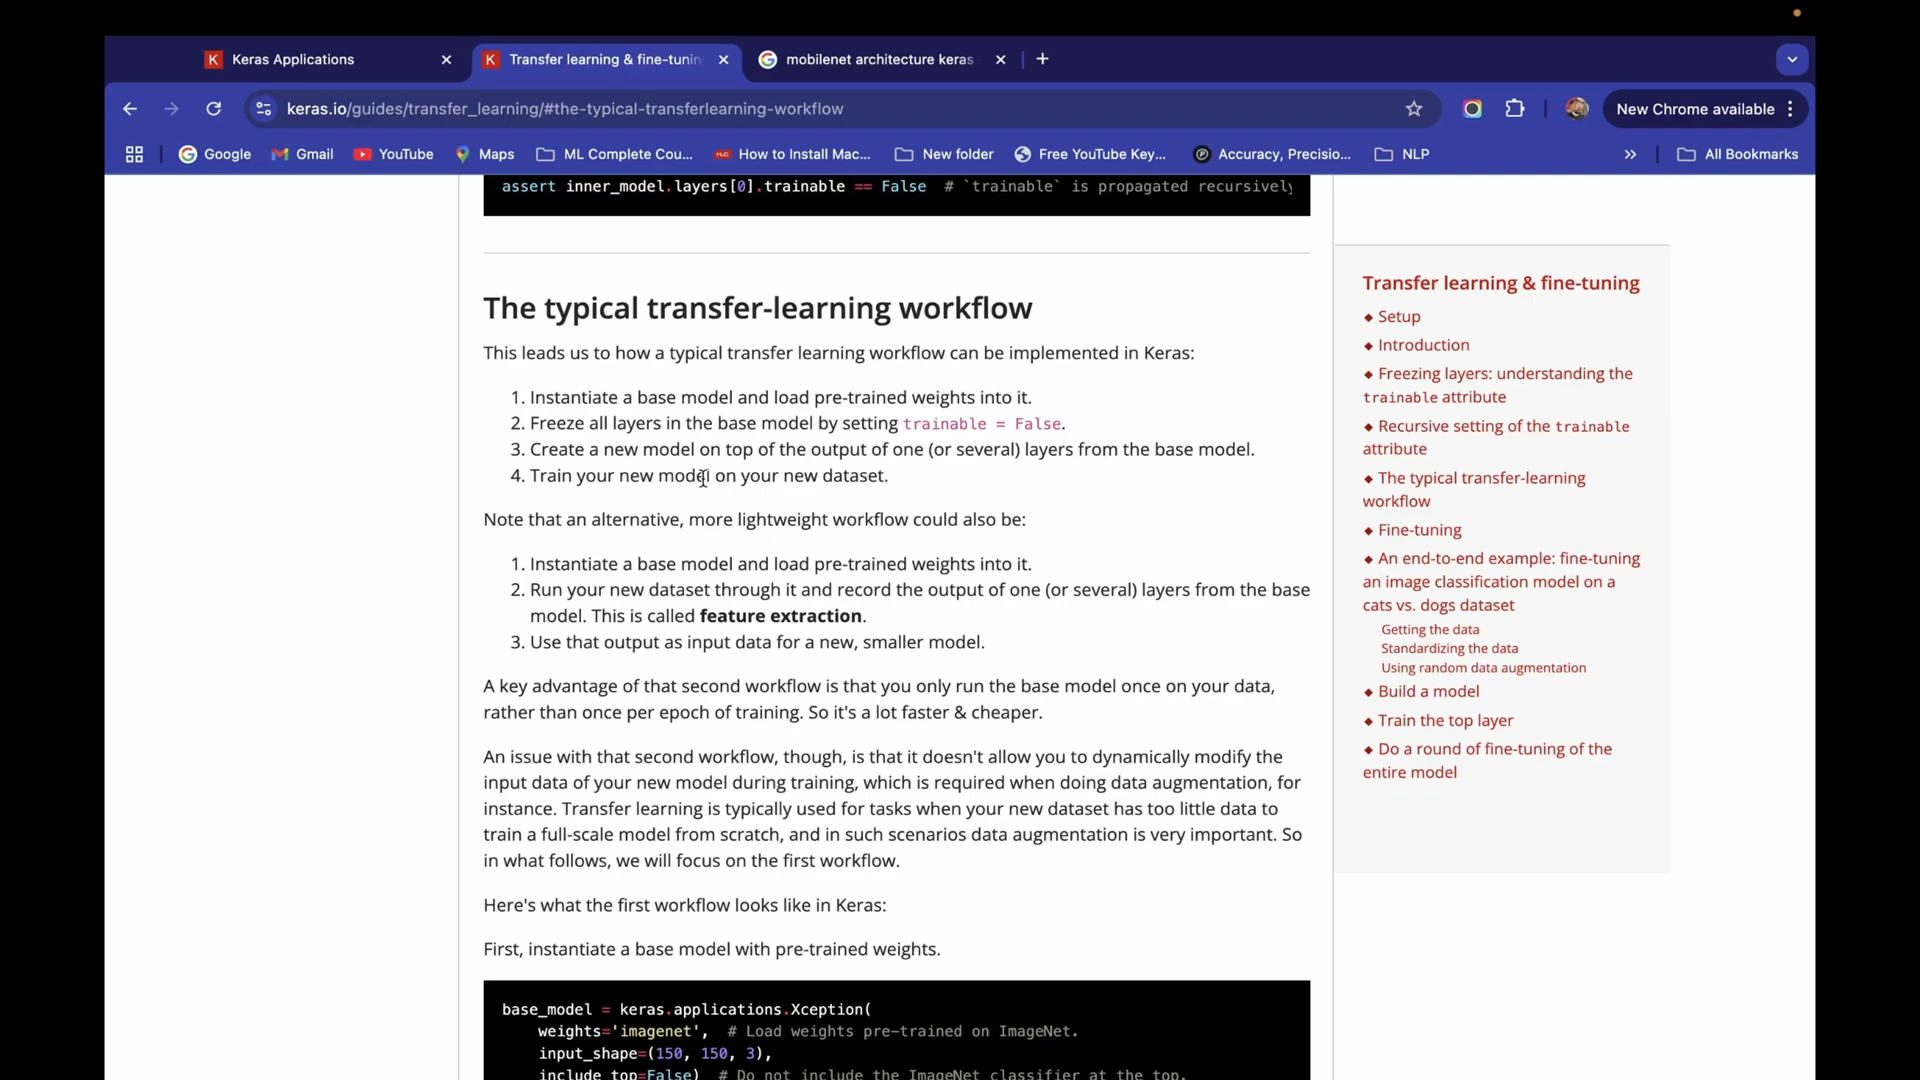 Keras Applications
Transfer learning & fine-tunin
mobilenet architecture keras
keras.io/guides/transfer_learning/#the-typical-transferlearning-workflow
New Chrome available
Google
Gmail
YouTube
Maps
ML Complete Cou...
How to Install Mac...
New folder
Free YouTube Key...
Accuracy, Precisio...
NLP
All Bookmarks
assert inner_model.layers[0].trainable == False  # `trainable` is propagated recursively
The typical transfer-learning workflow
This leads us to how a typical transfer learning workflow can be implemented in Keras:
1. Instantiate a base model and load pre-trained weights into it.
2. Freeze all layers in the base model by setting trainable = False.
3. Create a new model on top of the output of one (or several) layers from the base model.
4. Train your new model on your new dataset.
Note that an alternative, more lightweight workflow could also be:
1. Instantiate a base model and load pre-trained weights into it.
2. Run your new dataset through it and record the output of one (or several) layers from the base
model. This is called feature extraction.
3. Use that output as input data for a new, smaller model.
A key advantage of that second workflow is that you only run the base model once on your data,
rather than once per epoch of training. So it's a lot faster & cheaper.
An issue with that second workflow, though, is that it doesn't allow you to dynamically modify the
input data of your new model during training, which is required when doing data augmentation, for
instance. Transfer learning is typically used for tasks when your new dataset has too little data to
train a full-scale model from scratch, and in such scenarios data augmentation is very important. So
in what follows, we will focus on the first workflow.
Here's what the first workflow looks like in Keras:
First, instantiate a base model with pre-trained weights.
base_model = keras.applications.Xception(
weights='imagenet',  # Load weights pre-trained on ImageNet.
input_shape=(150, 150, 3),
include_top=False)  # Do not include the ImageNet classifier at the top.
Transfer learning & fine-tuning
◆ Setup
◆ Introduction
◆ Freezing layers: understanding the
trainable attribute
◆ Recursive setting of the trainable
attribute
◆ The typical transfer-learning
workflow
◆ Fine-tuning
◆ An end-to-end example: fine-tuning
an image classification model on a
cats vs. dogs dataset
Getting the data
Standardizing the data
Using random data augmentation
◆ Build a model
◆ Train the top layer
◆ Do a round of fine-tuning of the
entire model